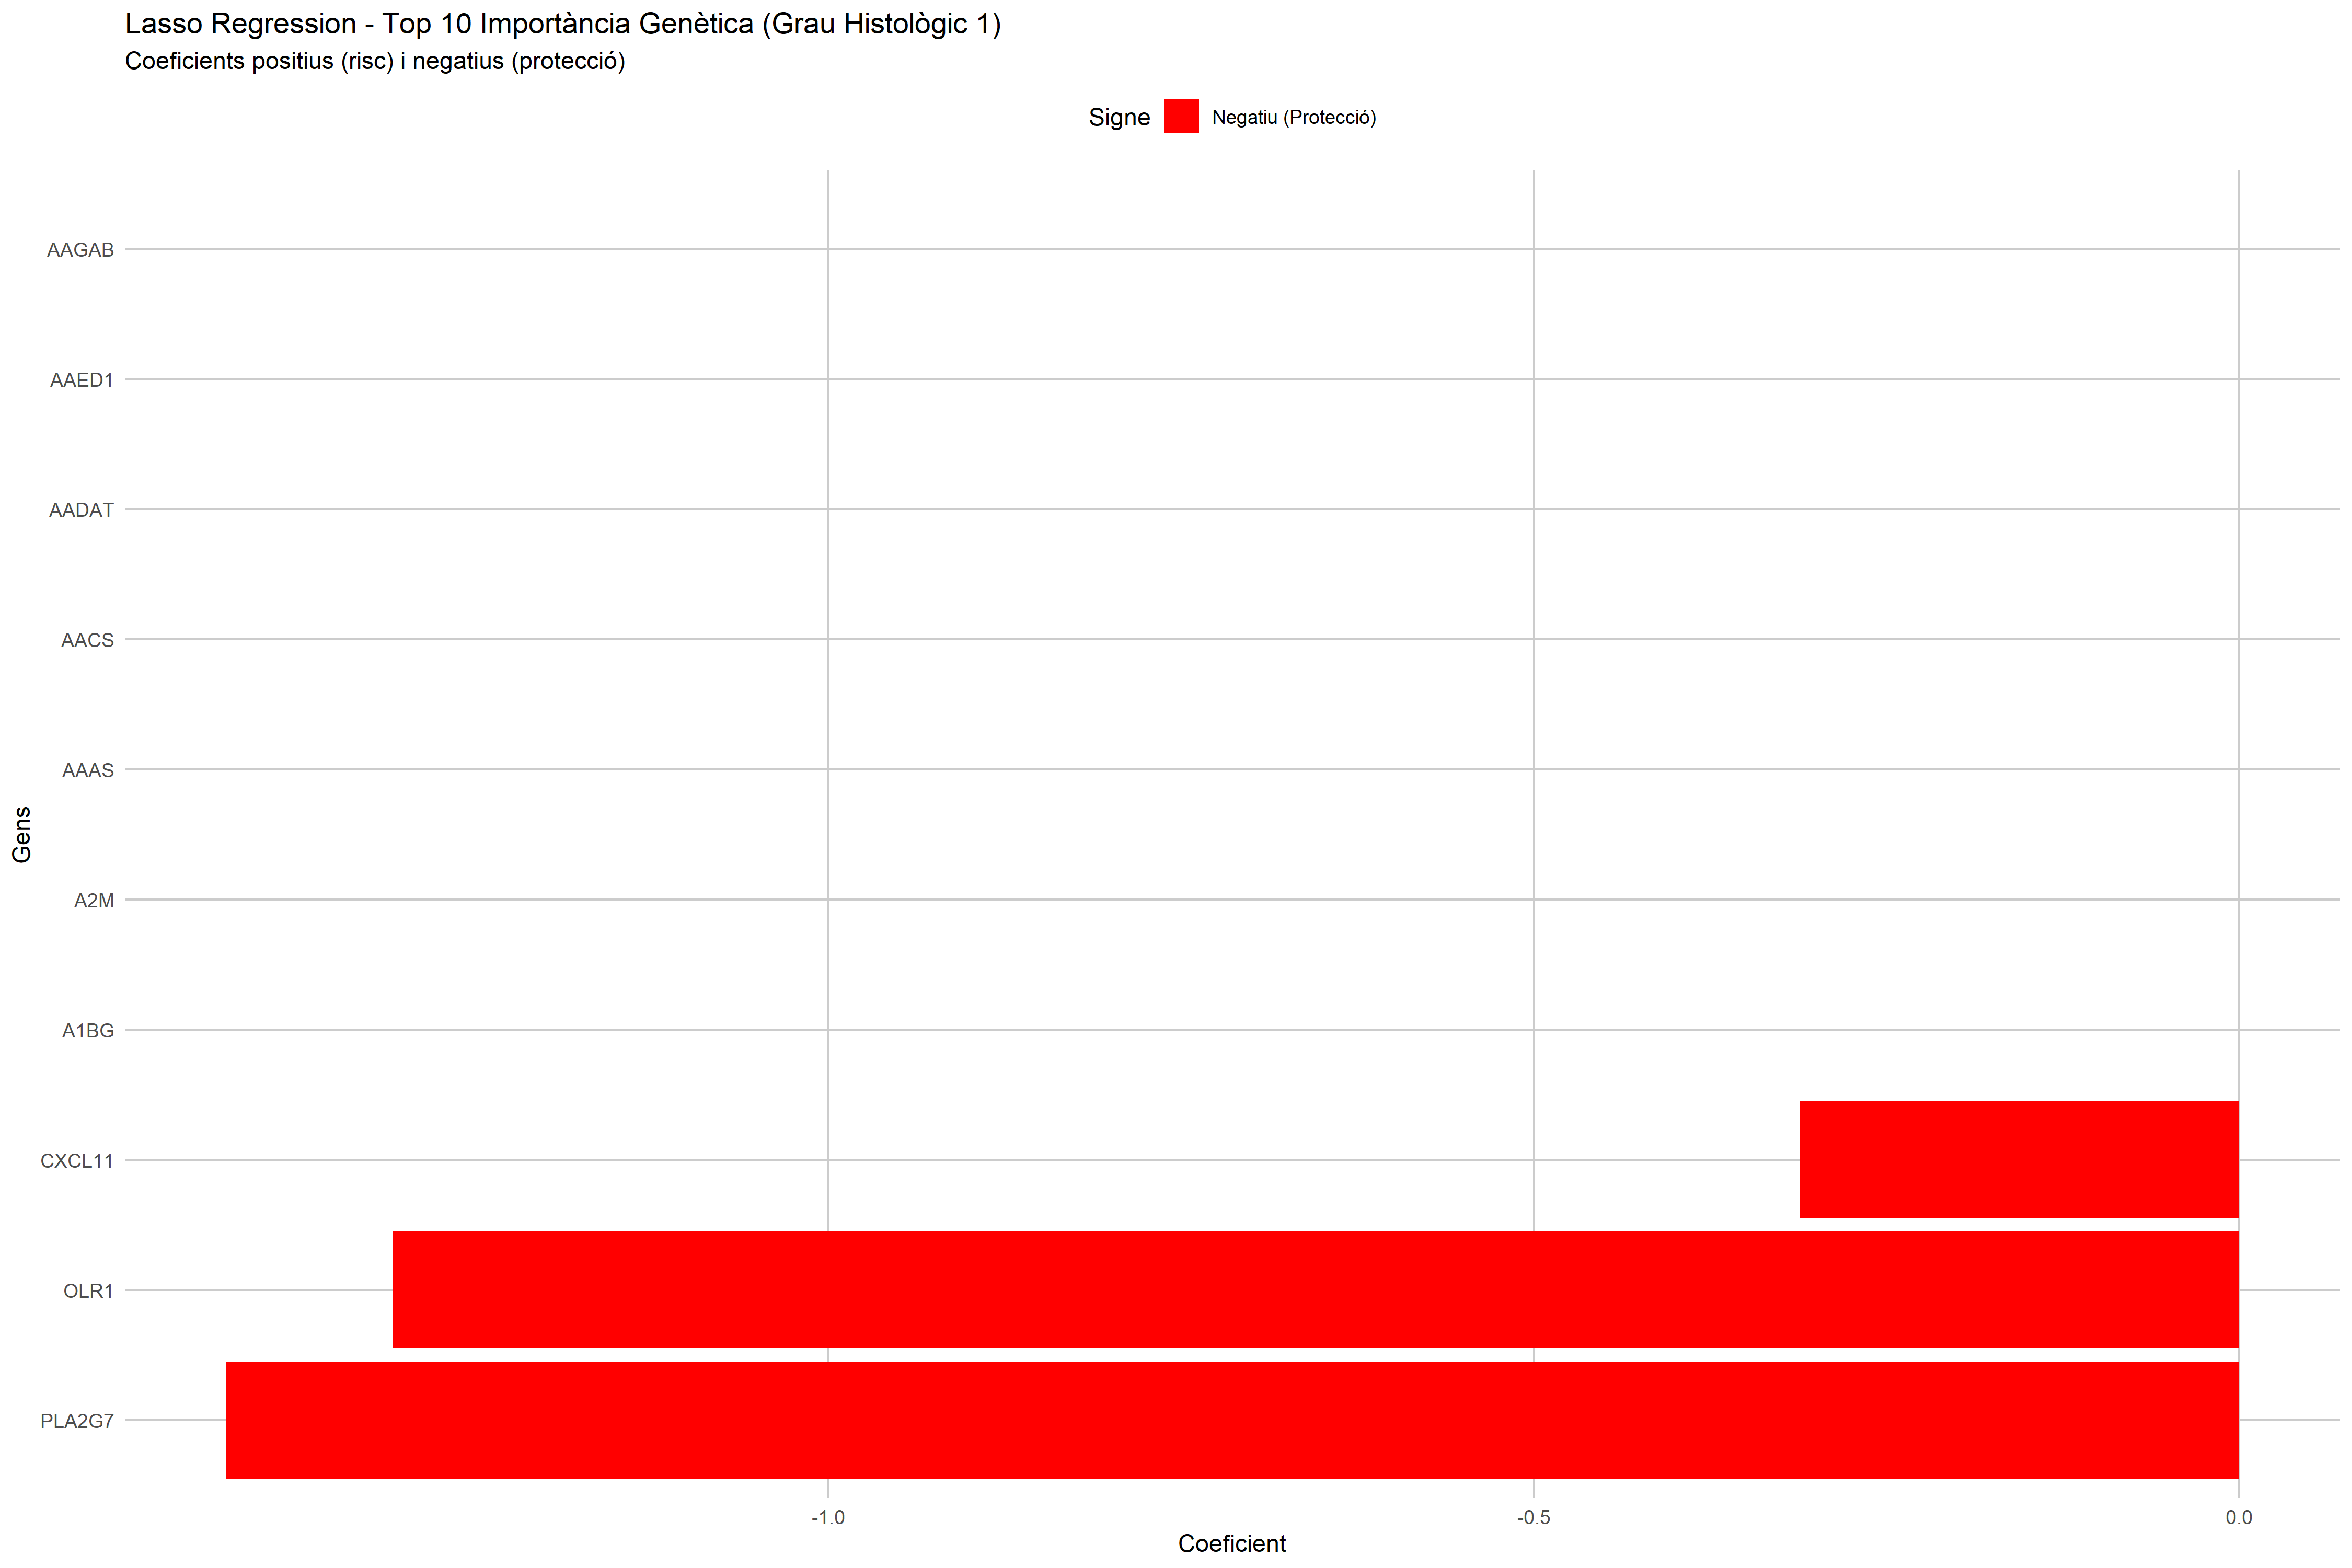 Lasso Regression - Top 10 Importància Genètica (Grau Histològic 1)
Coeficients positius (risc) i negatius (protecció)
Signe Negatiu (Protecció)
Gens
AAGAB
AAED1
AADAT
AACS
AAAS
A2M
A1BG
CXCL11
OLR1
PLA2G7
-1.0 -0.5 0.0
Coeficient